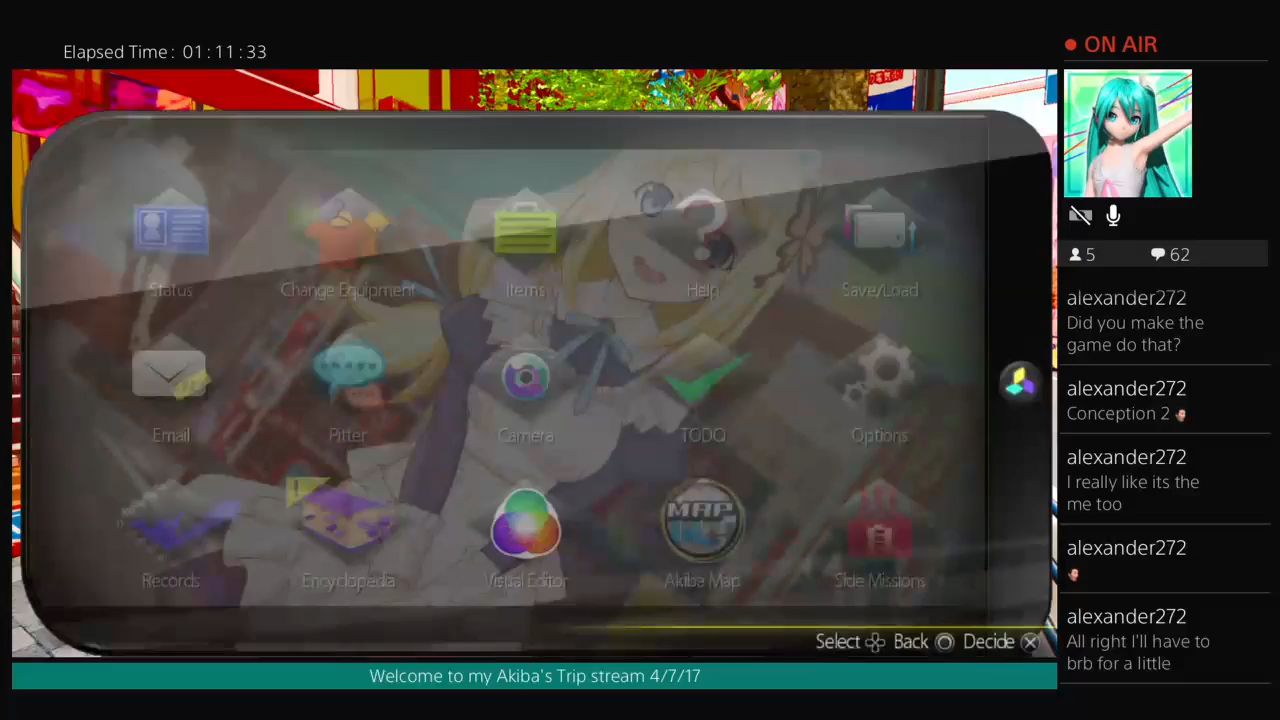 Elapsed Time: 01:11:33
ON AIR
5
62
Status
Change Equipment
Items
Help
Save/Load
Email
Pitter
Camera
TODO
Options
MAP
Records
Encyclopedia
Visual Editor
Akiba Map
Side Missions
Select Back Decide
Welcome to my Akiba's Trip stream 4/7/17
alexander272
Did you make the
game do that?
alexander272
Conception 2
alexander272
I really like its the
me too
alexander272
alexander272
All right I'll have to
brb for a little